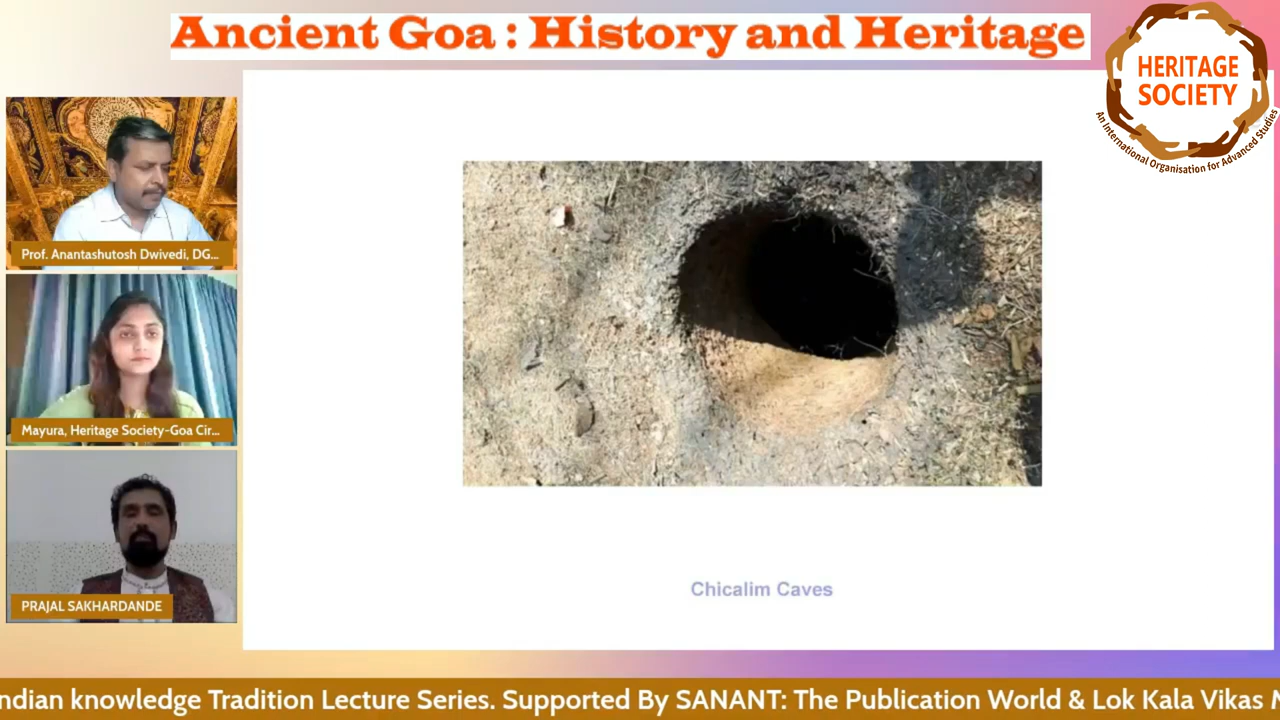 Ancient Goa : History and Heritage
HERITAGE
SOCIETY
An International Organisation for Advanced Studies
Prof. Anantashutosh Dwivedi, DG...
Mayura, Heritage Society-Goa Cir...
PRAJAL SAKHARDANDE
Chicalim Caves
ndian knowledge Tradition Lecture Series. Supported By SANANT: The Publication World & Lok Kala Vikas M